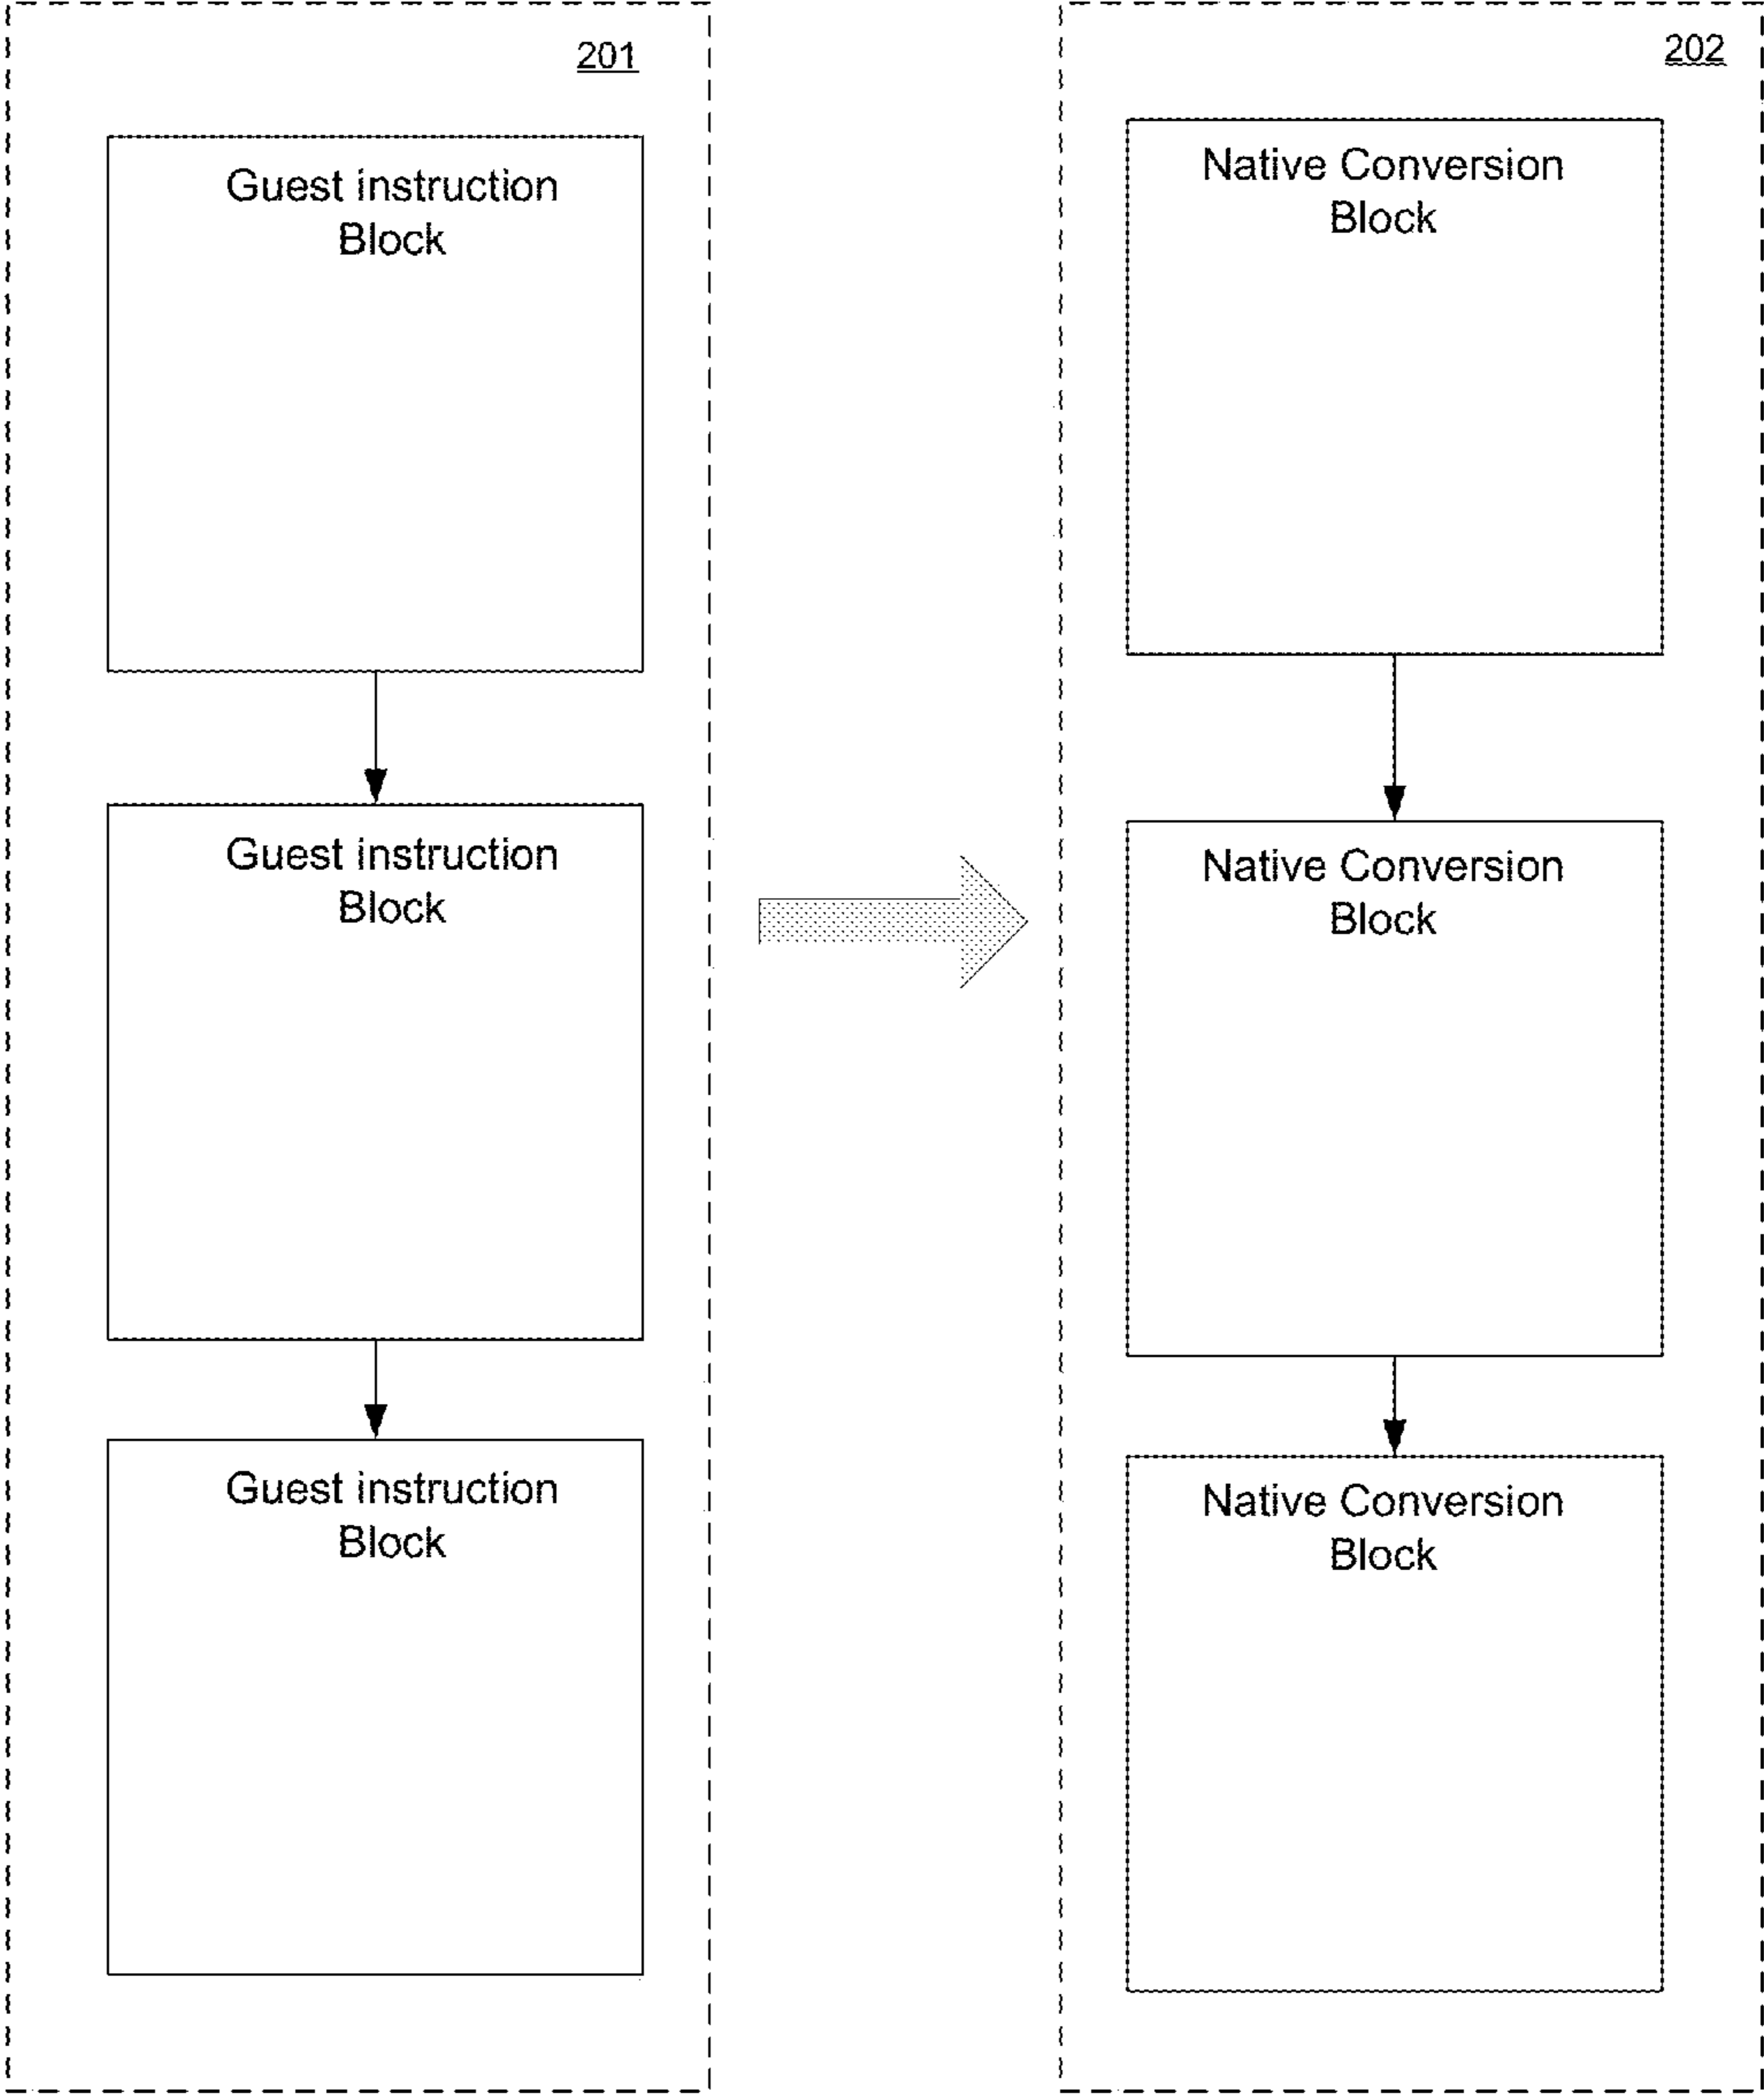 201
Guest instruction
Block
Guest instruction
Block
Guest instruction
Block
202
Native Conversion
Block
Native Conversion
Block
Native Conversion
Block